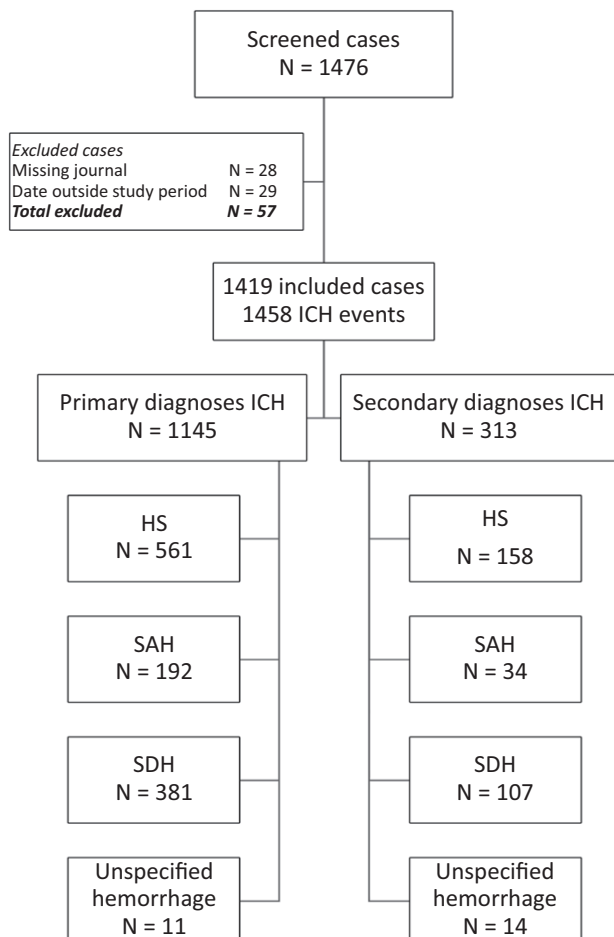 Screened cases
N = 1476
Excluded cases
Missing journal N = 28
Date outside study period N = 29
Total excluded N = 57
1419 included cases
1458 ICH events
Primary diagnoses ICH
N = 1145
Secondary diagnoses ICH
N = 313
HS
N = 561
HS
N = 158
SAH
N = 192
SAH
N = 34
SDH
N = 381
SDH
N = 107
Unspecified
hemorrhage
N = 11
Unspecified
hemorrhage
N = 14